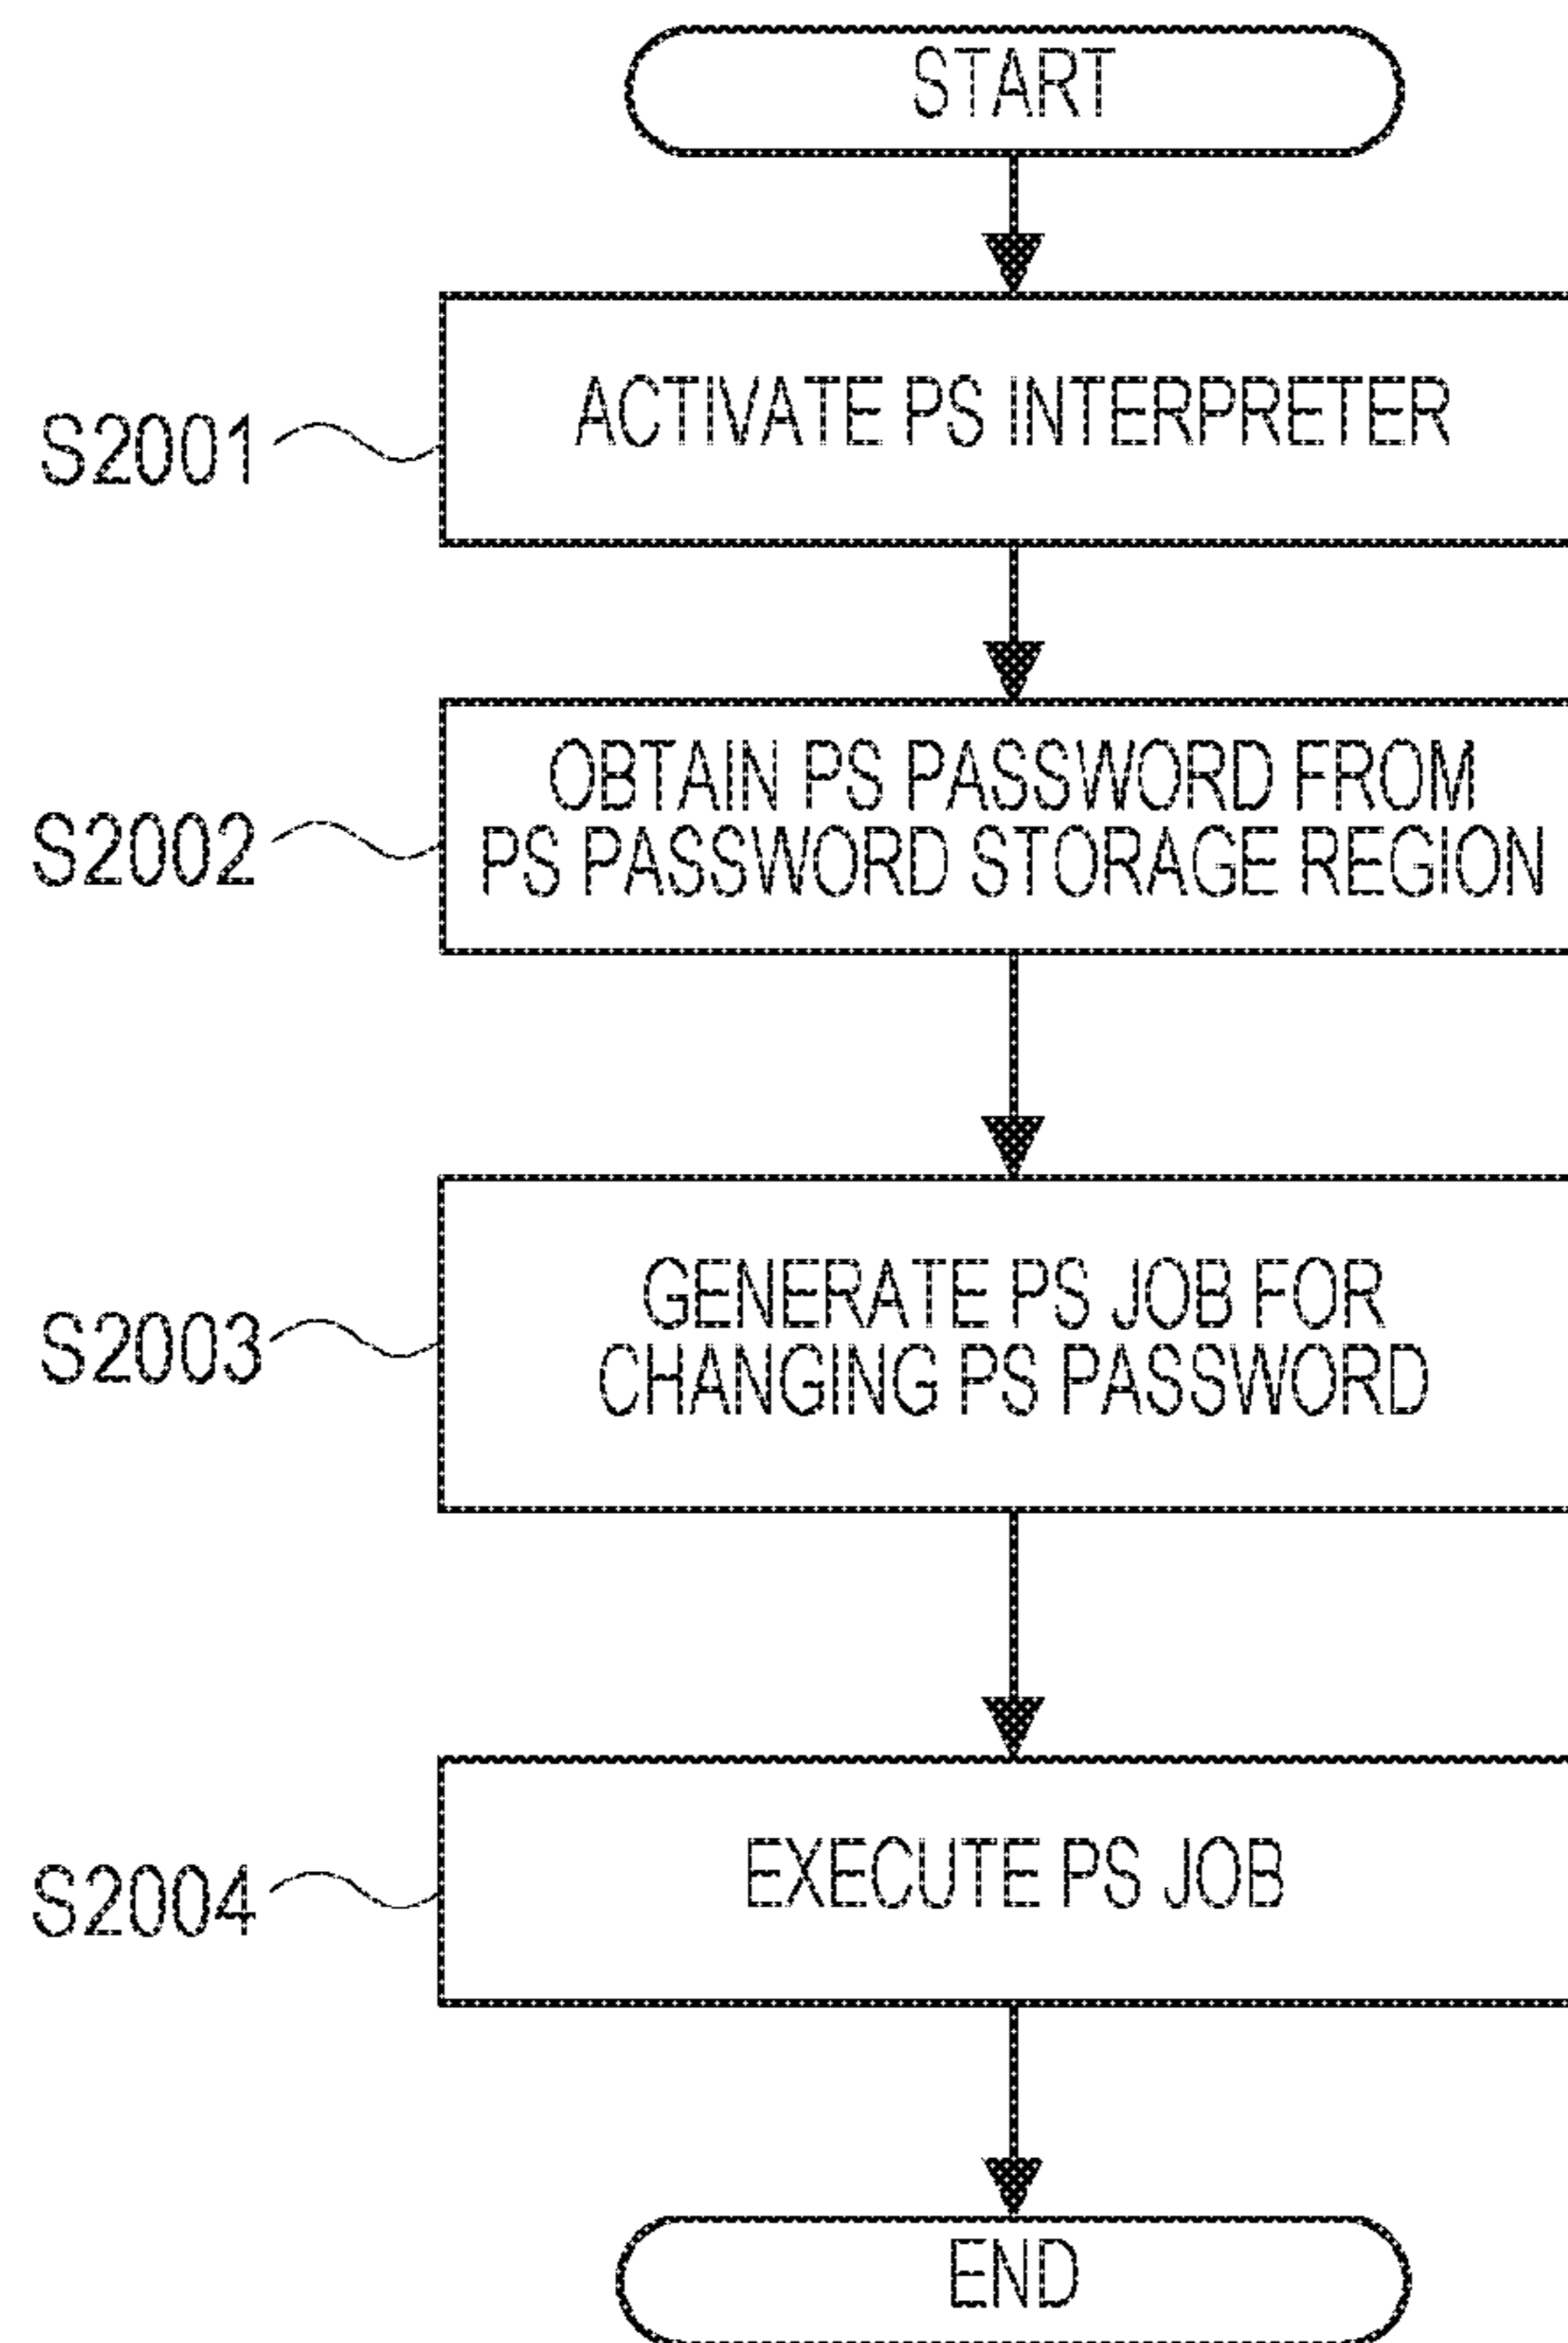 START
S2001
ACTIVATE PS INTERPRETER
S2002
OBTAIN PS PASSWORD FROM
PS PASSWORD STORAGE REGION
S2003
GENERATE PS JOB FOR
CHANGING PS PASSWORD
S2004
EXECUTE PS JOB
END